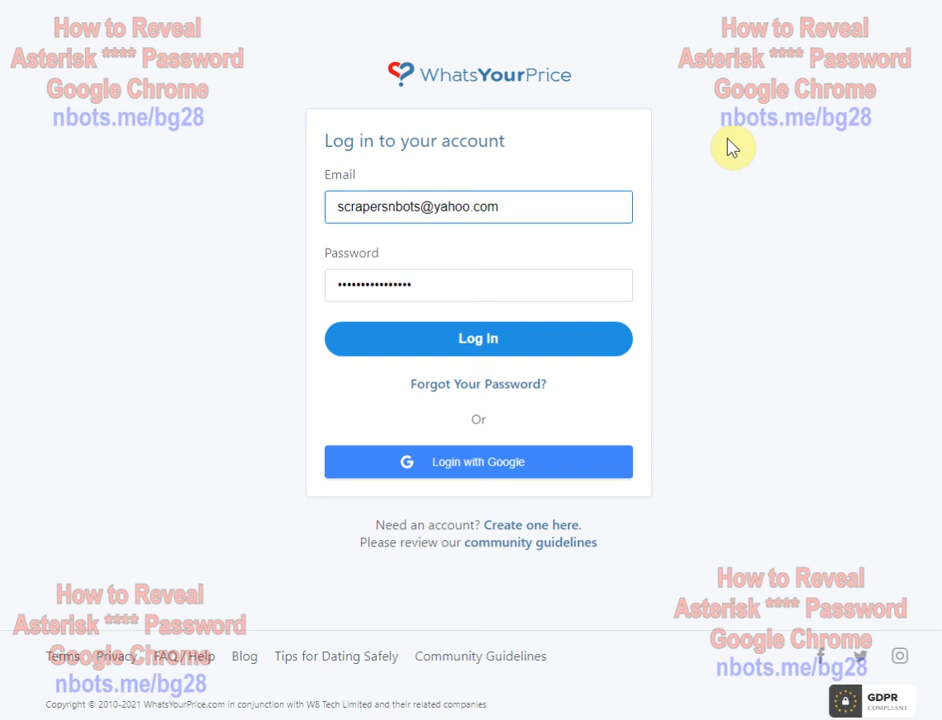 How to Reveal
Asterisk **** Password
Google Chrome
nbots.me/bg28
How to Reveal
Asterisk **** Password
Google Chrome
nbots.me/bg28
WhatsYourPrice
Log in to your account
Email
scrapersnbots@yahoo.com
Password
••••••••••••••••
Log In
Forgot Your Password?
Or
G Login with Google
Need an account? Create one here.
Please review our community guidelines
How to Reveal
Asterisk **** Password
Google Chrome
nbots.me/bg28
How to Reveal
Asterisk **** Password
Google Chrome
nbots.me/bg28
Terms Privacy FAQ/Help Blog Tips for Dating Safely Community Guidelines
Copyright © 2010-2021 WhatsYourPrice.com in conjunction with W8 Tech Limited and their related companies
GDPR
COMPLIANT